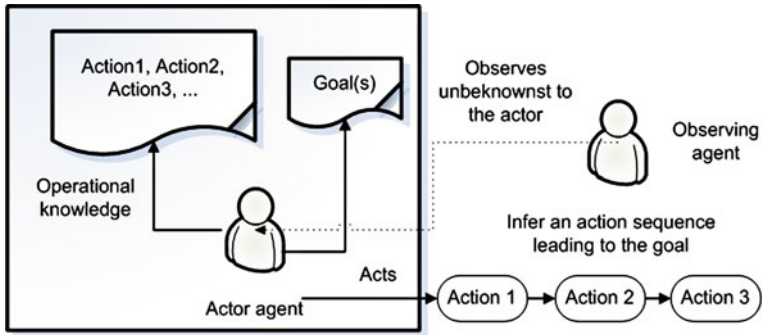 Action1, Action2,
Action3, ...
Goal(s)
Observes
unbeknownst to
the actor
Observing
agent
Operational
knowledge
Infer an action sequence
leading to the goal
Acts
Actor agent
Action 1
Action 2
Action 3